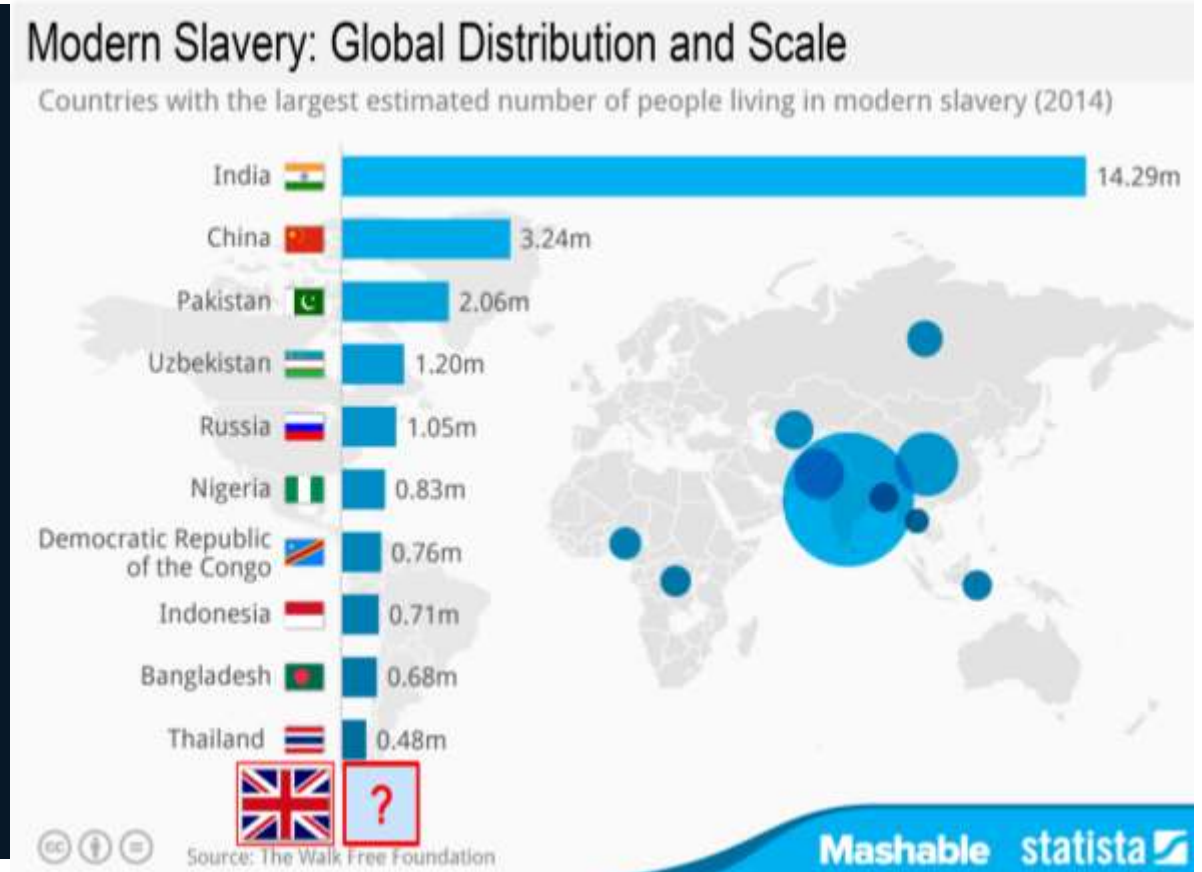 Modern Slavery: Global Distribution and Scale
Countries with the largest estimated number of people living in modern slavery (2014)
India 14.29m
China 3.24m
Pakistan 2.06m
Uzbekistan 1.20m
Russia 1.05m
Nigeria 0.83m
Democratic Republic
of the Congo 0.76m
Indonesia 0.71m
Bangladesh 0.68m
Thailand 0.48m
?
cc
Source: The Walk Free Foundation
Mashable statista